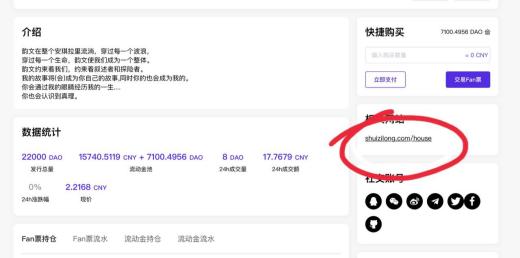 介绍
韵文在整个安琪拉里流淌，穿过每一个波浪，
穿过每一个生命，韵文使我们成为一个整体。
韵文约束着我们，约束着叙述者和探险者。
我的故事将(会)成为你自己的故事,同时你的也会成为我的。
你会通过我的眼睛经历我的一生....
你也会认识到真理。
数据统计
22000 DAO
发行总量
15740.5119 CNY + 7100.4956 DAO
流动金池
8 DAO
24h成交量
17.7679 CNY
24h成交额
0%
24h涨跌幅
2.2168 CNY
现价
Fan票持仓 Fan票流水 流动金持仓 流动金流水
快捷购买 7100.4956 DAO
输入购买数量 ≈ 0 CNY
立即支付 交易Fan票
网站
shuizilong.com/house
社交账号